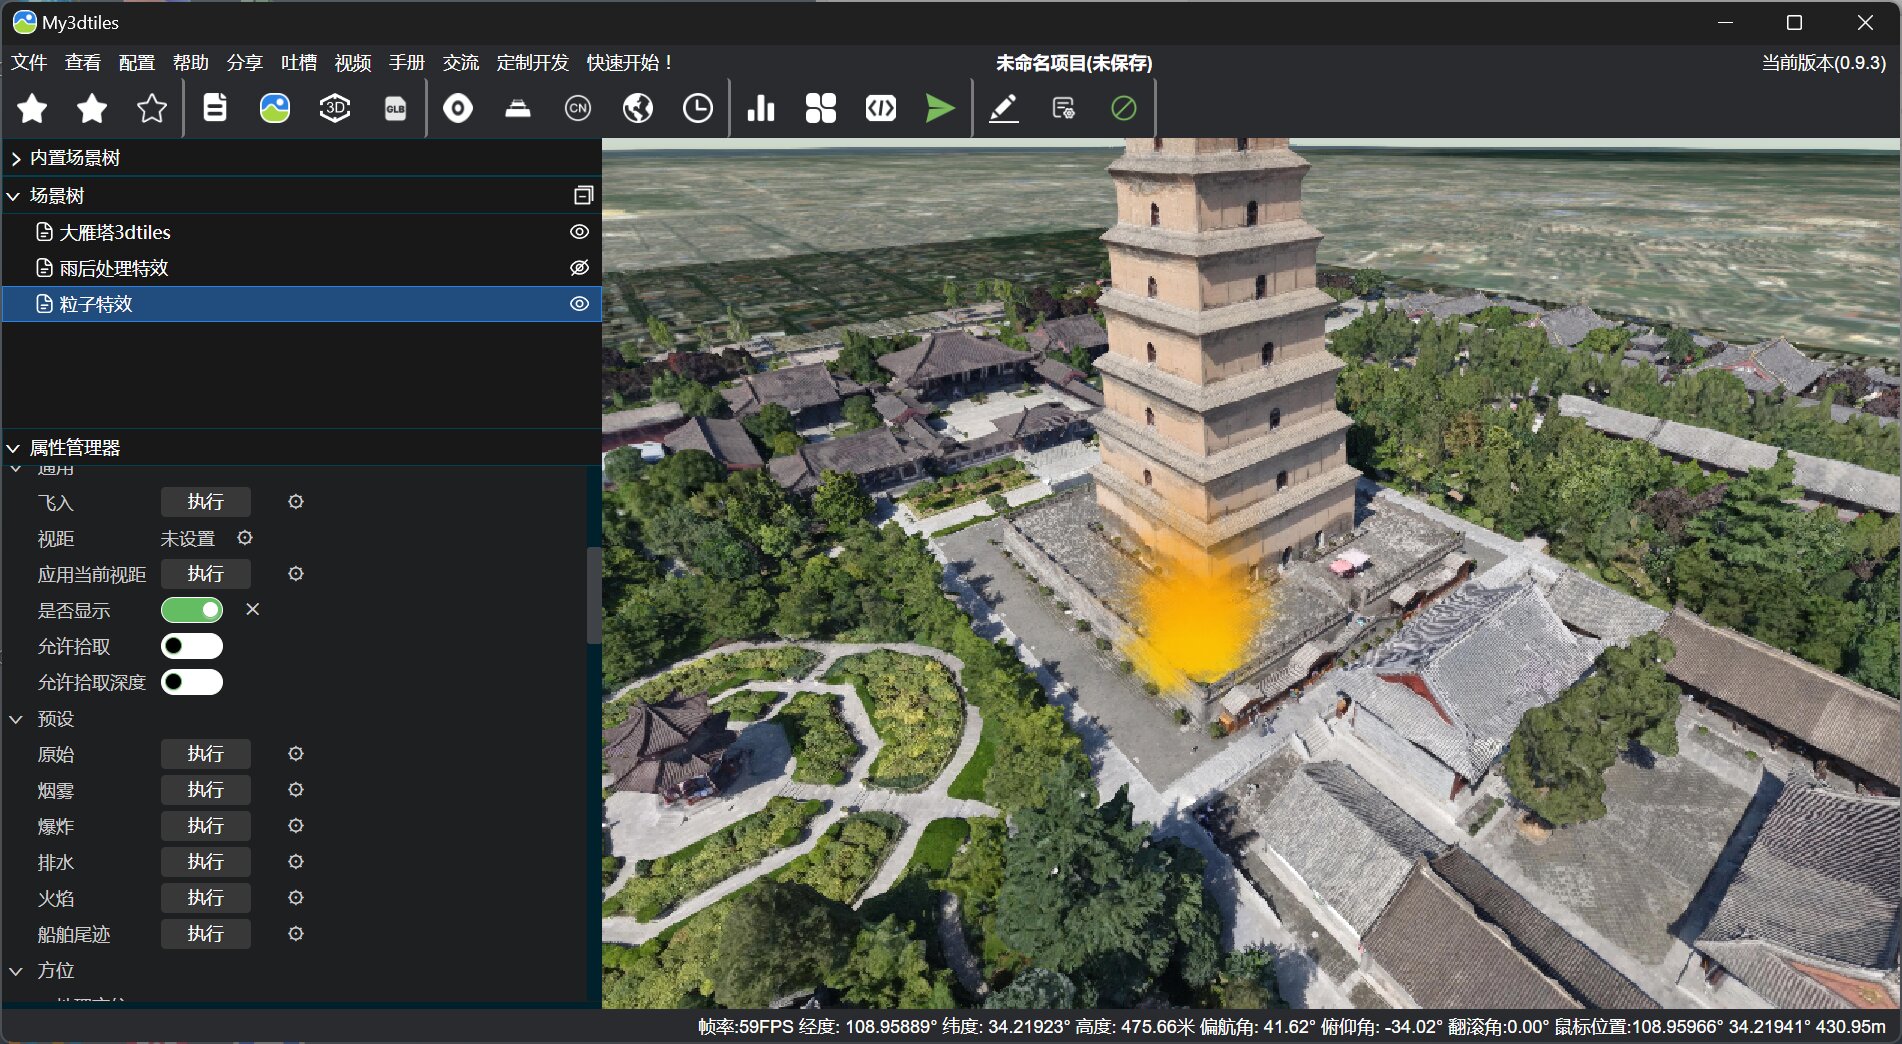 My3dtiles
文件 查看 配置 帮助 分享 吐槽 视频 手册 交流 定制开发 快速开始！ 未命名项目(未保存) 当前版本(0.9.3)
3D GLB CN
内置场景树
场景树
大雁塔3dtiles
雨后处理特效
粒子特效
属性管理器
通用
飞入 执行
视距 未设置
应用当前视距 执行
是否显示
允许拾取
允许拾取深度
预设
原始 执行
烟雾 执行
爆炸 执行
排水 执行
火焰 执行
船舶尾迹 执行
方位
帧率:59FPS 经度: 108.95889° 纬度: 34.21923° 高度: 475.66米 偏航角: 41.62° 俯仰角: -34.02° 翻滚角:0.00° 鼠标位置:108.95966° 34.21941° 430.95m